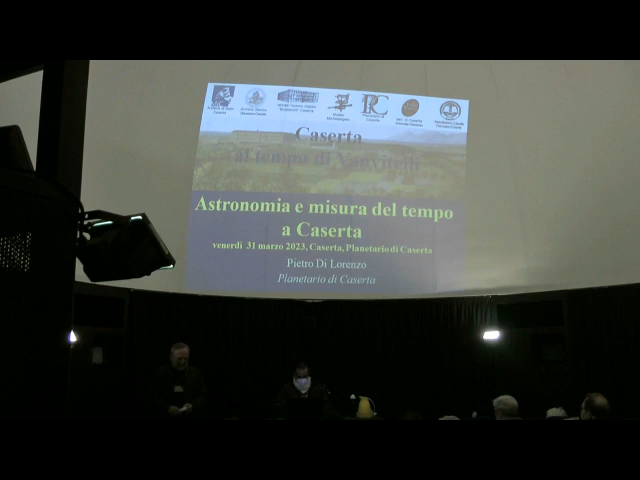 PC
Caserta
al tempo di Vanvitelli
Astronomia e misura del tempo
a Caserta
venerdì 31 marzo 2023, Caserta, Planetario di Caserta
Pietro Di Lorenzo
Planetario di Caserta